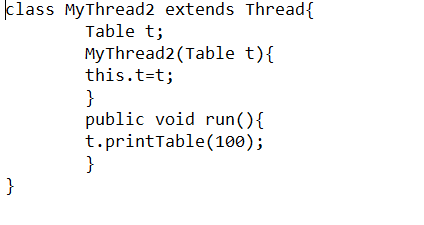 class MyThread2 extends Thread{
Table t;
MyThread2(Table t){
this.t=t;
}
public void run(){
t.printTable(100);
}
}